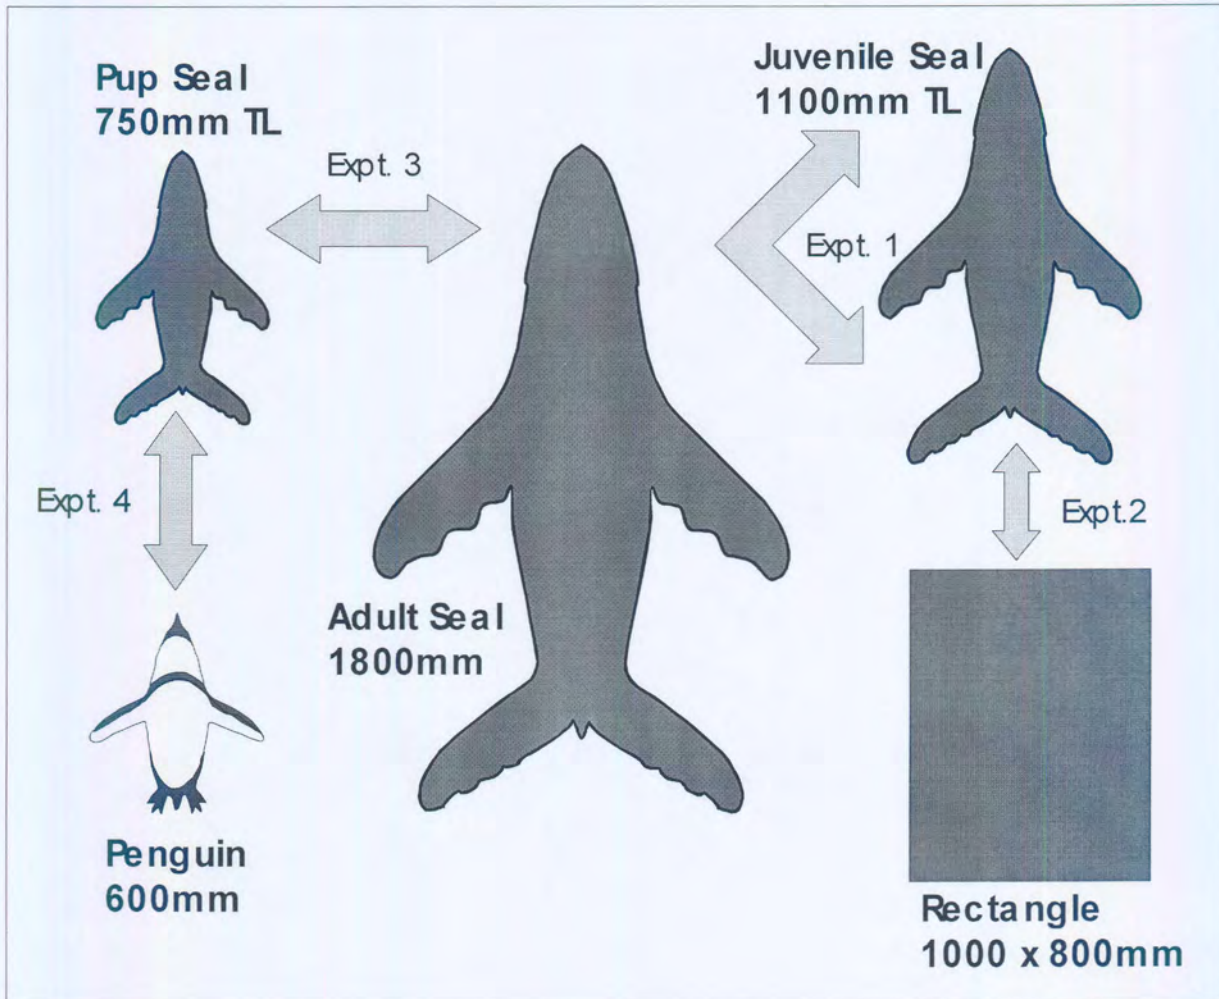 Pup Seal
750mm TL
Expt. 3
Juvenile Seal
1100mm TL
Expt. 1
Expt. 4
Expt.2
Adult Seal
1800mm
Penguin
600mm
Rectangle
1000 x 800mm